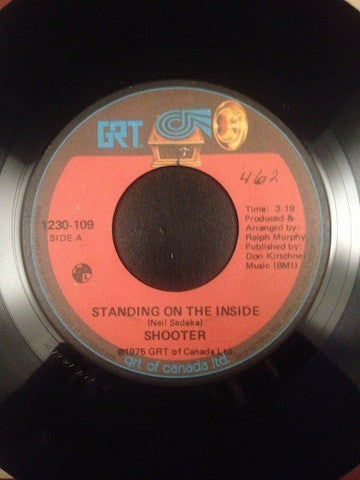 GRT
462
1230-109
SIDE A
Time: 3:19
Produced &
Arranged by:
Ralph Murphy
Published by:
Don Kirschner
Music (BMI)
STANDING ON THE INSIDE
(Neil Sedaka)
SHOOTER
℗1975 GRT of Canada Ltd.
grt of canada ltd.